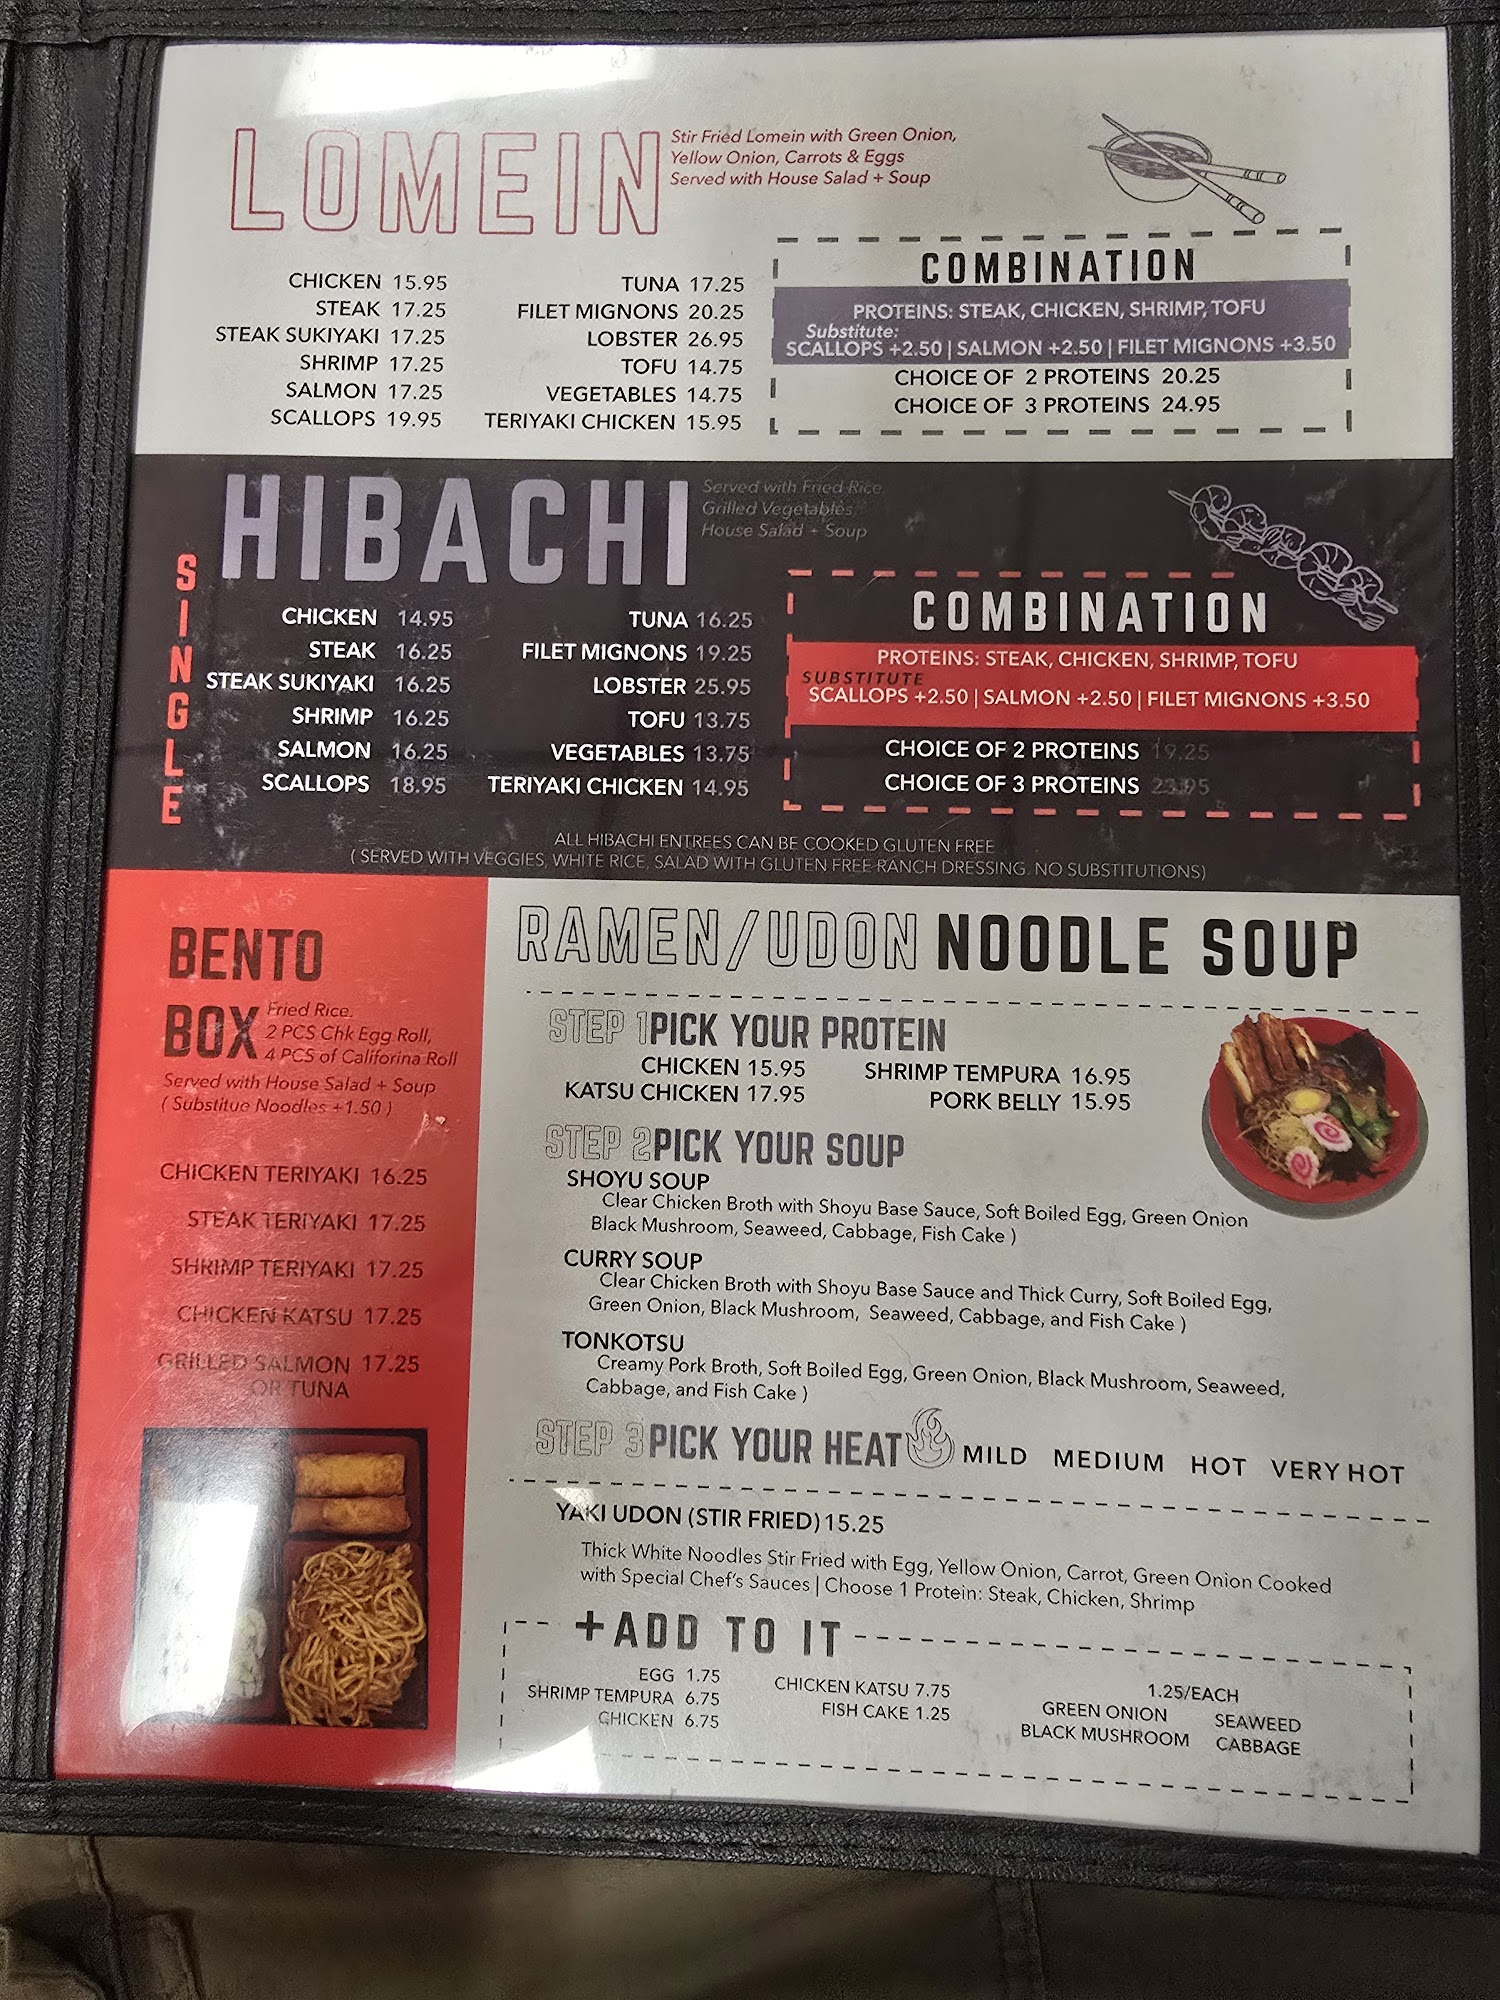 LOMEIN
Stir Fried Lomein with Green Onion,
Yellow Onion, Carrots & Eggs
Served with House Salad + Soup
CHICKEN 15.95
STEAK 17.25
STEAK SUKIYAKI 17.25
SHRIMP 17.25
SALMON 17.25
SCALLOPS 19.95
TUNA 17.25
FILET MIGNONS 20.25
LOBSTER 26.95
TOFU 14.75
VEGETABLES 14.75
TERIYAKI CHICKEN 15.95
COMBINATION
PROTEINS: STEAK, CHICKEN, SHRIMP, TOFU
Substitute:
SCALLOPS +2.50 | SALMON +2.50 | FILET MIGNONS +3.50
CHOICE OF 2 PROTEINS 20.25
CHOICE OF 3 PROTEINS 24.95
HIBACHI
Served with Fried Rice,
Grilled Vegetables,
House Salad + Soup
SINGLE
CHICKEN 14.95
STEAK 16.25
STEAK SUKIYAKI 16.25
SHRIMP 16.25
SALMON 16.25
SCALLOPS 18.95
TUNA 16.25
FILET MIGNONS 19.25
LOBSTER 25.95
TOFU 13.75
VEGETABLES 13.75
TERIYAKI CHICKEN 14.95
COMBINATION
PROTEINS: STEAK, CHICKEN, SHRIMP, TOFU
SUBSTITUTE
SCALLOPS +2.50 | SALMON +2.50 | FILET MIGNONS +3.50
CHOICE OF 2 PROTEINS 19.25
CHOICE OF 3 PROTEINS 23.95
ALL HIBACHI ENTREES CAN BE COOKED GLUTEN FREE
( SERVED WITH VEGGIES, WHITE RICE, SALAD WITH GLUTEN FREE RANCH DRESSING. NO SUBSTITUTIONS)
BENTO
BOX
Fried Rice.
2 PCS Chk Egg Roll,
4 PCS of Califorina Roll
Served with House Salad + Soup
( Substitue Noodles +1.50 )
CHICKEN TERIYAKI 16.25
STEAK TERIYAKI 17.25
SHRIMP TERIYAKI 17.25
CHICKEN KATSU 17.25
GRILLED SALMON 17.25
OR TUNA
RAMEN/UDON NOODLE SOUP
STEP 1 PICK YOUR PROTEIN
CHICKEN 15.95
KATSU CHICKEN 17.95
SHRIMP TEMPURA 16.95
PORK BELLY 15.95
STEP 2 PICK YOUR SOUP
SHOYU SOUP
Clear Chicken Broth with Shoyu Base Sauce, Soft Boiled Egg, Green Onion
Black Mushroom, Seaweed, Cabbage, Fish Cake )
CURRY SOUP
Clear Chicken Broth with Shoyu Base Sauce and Thick Curry, Soft Boiled Egg,
Green Onion, Black Mushroom, Seaweed, Cabbage, and Fish Cake )
TONKOTSU
Creamy Pork Broth, Soft Boiled Egg, Green Onion, Black Mushroom, Seaweed,
Cabbage, and Fish Cake )
STEP 3 PICK YOUR HEAT MILD MEDIUM HOT VERY HOT
YAKI UDON (STIR FRIED) 15.25
Thick White Noodles Stir Fried with Egg, Yellow Onion, Carrot, Green Onion Cooked
with Special Chef's Sauces | Choose 1 Protein: Steak, Chicken, Shrimp
+ADD TO IT
EGG 1.75
SHRIMP TEMPURA 6.75
CHICKEN 6.75
CHICKEN KATSU 7.75
FISH CAKE 1.25
1.25/EACH
GREEN ONION SEAWEED
BLACK MUSHROOM CABBAGE